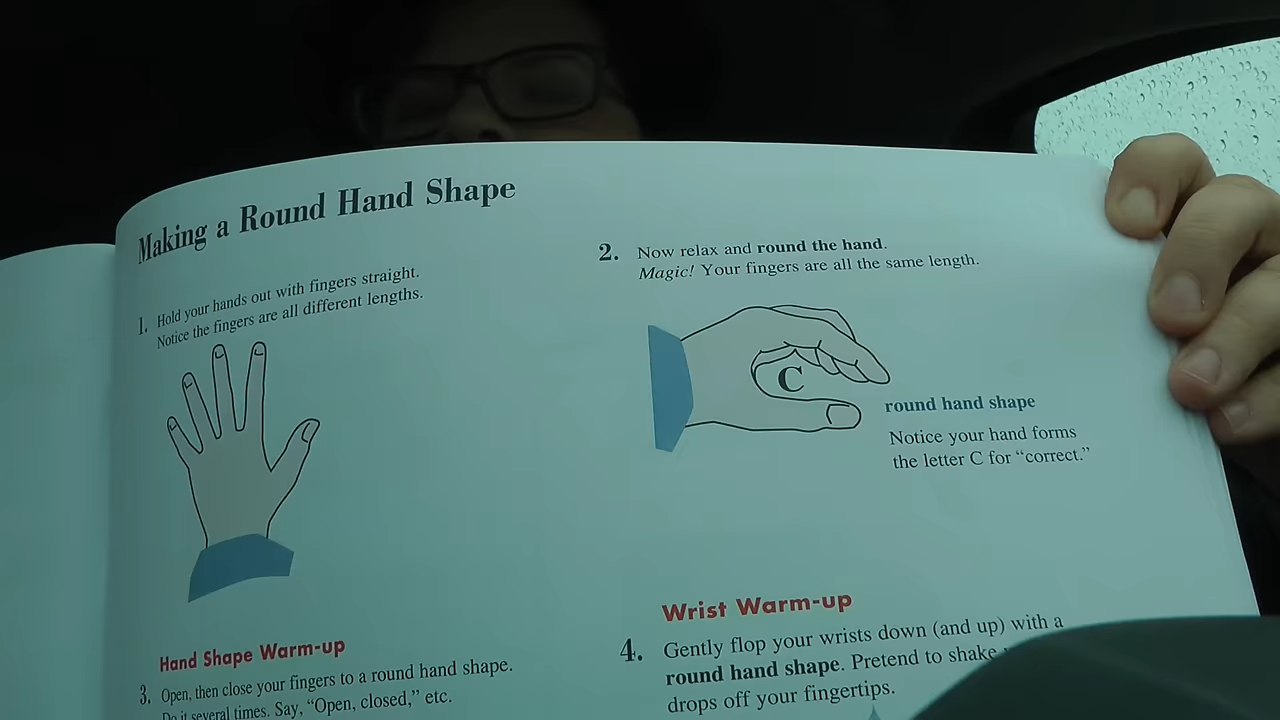 Making a Round Hand Shape
1. Hold your hands out with fingers straight.
Notice the fingers are all different lengths.
2. Now relax and round the hand.
Magic! Your fingers are all the same length.
C
round hand shape
Notice your hand forms
the letter C for “correct.”
Hand Shape Warm-up
3. Open, then close your fingers to a round hand shape.
Do it several times. Say, “Open, closed,” etc.
Wrist Warm-up
4. Gently flop your wrists down (and up) with a
round hand shape. Pretend to shake
drops off your fingertips.